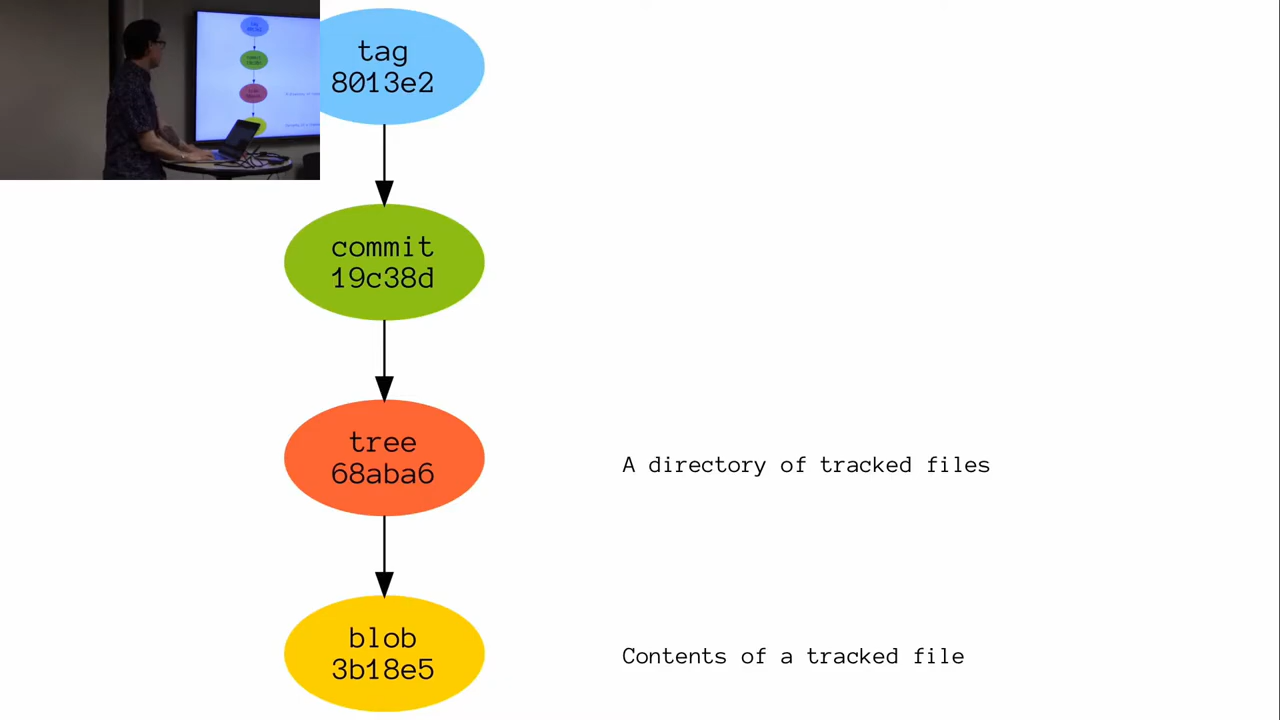 tag
8013e2
commit
19c38d
tree
68aba6
A directory of tracked files
blob
3b18e5
Contents of a tracked file